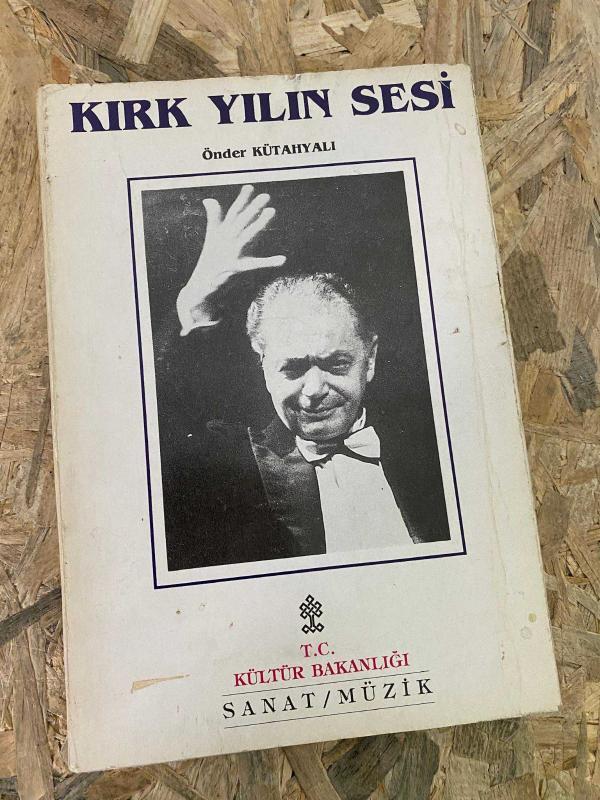 KIRK YILIN SESİ
Önder KÜTAHYALI
T.C.
KÜLTÜR BAKANLIĞI
SANAT/MÜZİK